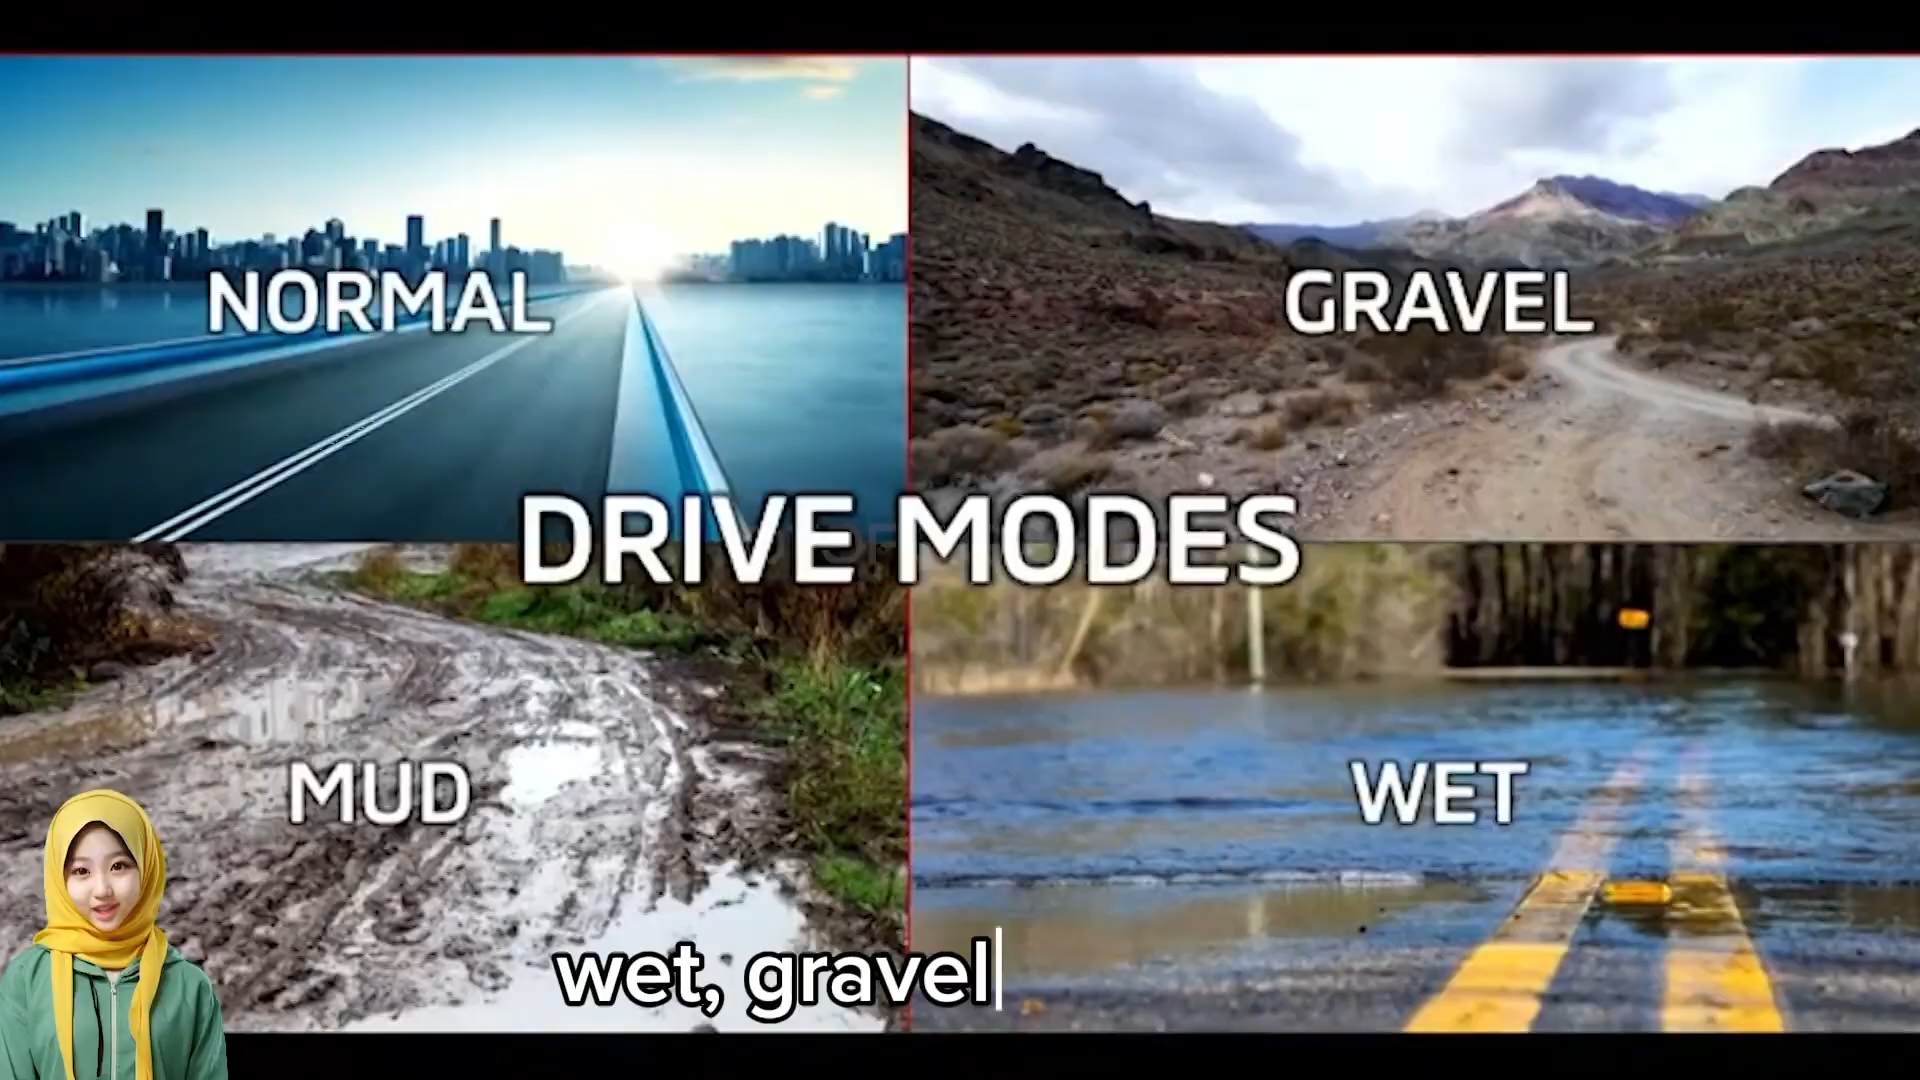 NORMAL
GRAVEL
DRIVE MODES
MUD
WET
wet, gravel